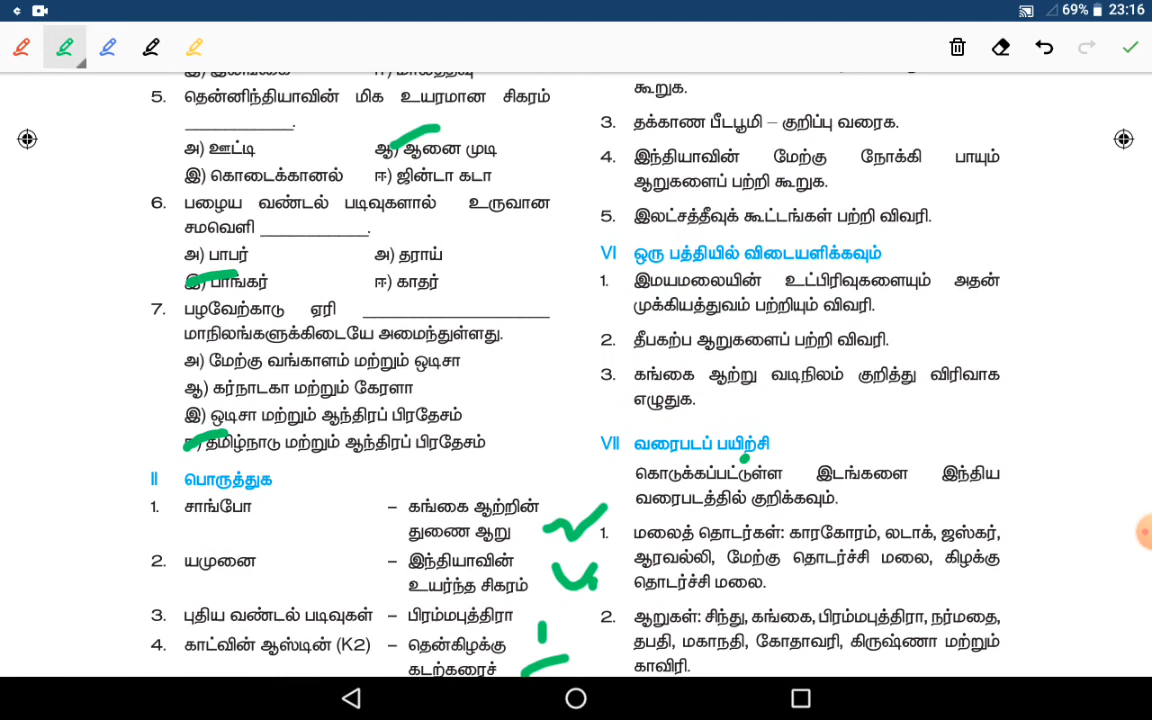 69% 23:16
5. தென்னிந்தியாவின் மிக உயரமான சிகரம்
____________.
அ) ஊட்டி ஆ) ஆனை முடி
இ) கொடைக்கானல் ஈ) ஜின்டா கடா
6. பழைய வண்டல் படிவுகளால் உருவான
சமவெளி ____________.
அ) பாபர் அ) தராய்
இ) பாங்கர் ஈ) காதர்
7. பழவேற்காடு ஏரி ____________________
மாநிலங்களுக்கிடையே அமைந்துள்ளது.
அ) மேற்கு வங்காளம் மற்றும் ஒடிசா
ஆ) கர்நாடகா மற்றும் கேரளா
இ) ஒடிசா மற்றும் ஆந்திரப் பிரதேசம்
தமிழ்நாடு மற்றும் ஆந்திரப் பிரதேசம்
II பொருத்துக
1. சாங்போ – கங்கை ஆற்றின்
துணை ஆறு
2. யமுனை – இந்தியாவின்
உயர்ந்த சிகரம்
3. புதிய வண்டல் படிவுகள் – பிரம்மபுத்திரா
4. காட்வின் ஆஸ்டின் (K2) – தென்கிழக்கு
கடற்கரைச்
கூறுக.
3. தக்காண பீடபூமி – குறிப்பு வரைக.
4. இந்தியாவின் மேற்கு நோக்கி பாயும்
ஆறுகளைப் பற்றி கூறுக.
5. இலட்சத்தீவுக் கூட்டங்கள் பற்றி விவரி.
VI ஒரு பத்தியில் விடையளிக்கவும்
1. இமயமலையின் உட்பிரிவுகளையும் அதன்
முக்கியத்துவம் பற்றியும் விவரி.
2. தீபகற்ப ஆறுகளைப் பற்றி விவரி.
3. கங்கை ஆற்று வடிநிலம் குறித்து விரிவாக
எழுதுக.
VII வரைபடப் பயிற்சி
கொடுக்கப்பட்டுள்ள இடங்களை இந்திய
வரைபடத்தில் குறிக்கவும்.
1. மலைத் தொடர்கள்: காரகோரம், லடாக், ஜஸ்கர்,
ஆரவல்லி, மேற்கு தொடர்ச்சி மலை, கிழக்கு
தொடர்ச்சி மலை.
2. ஆறுகள்: சிந்து, கங்கை, பிரம்மபுத்திரா, நர்மதை,
தபதி, மகாநதி, கோதாவரி, கிருஷ்ணா மற்றும்
காவிரி.